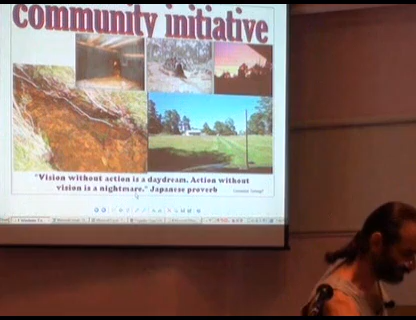 community initiative
"Vision without action is a daydream. Action without
vision is a nightmare." Japanese proverb